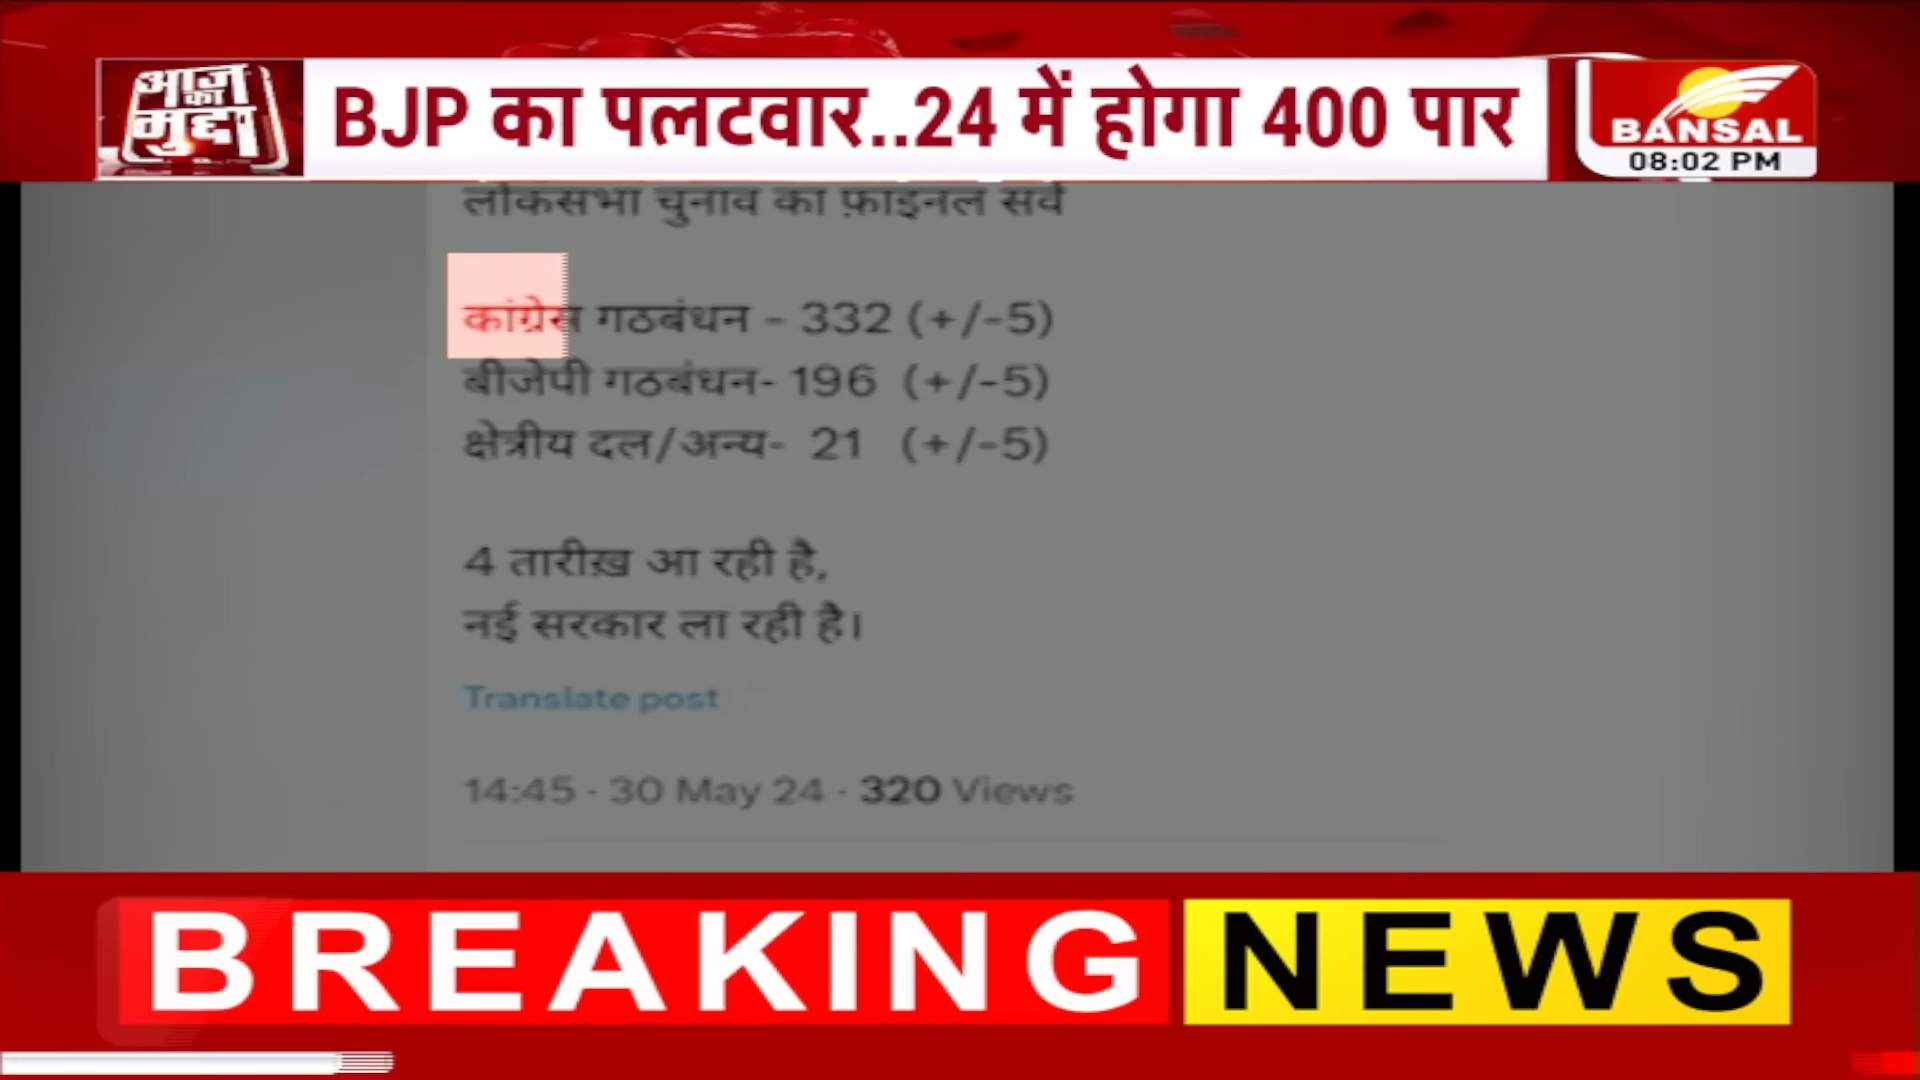 आज
का
मुद्दा
BJP का पलटवार..24 में होगा 400 पार
BANSAL
08:02 PM
लोकसभा चुनाव का फ़ाइनल सर्वे
कांग्रेस गठबंधन - 332 (+/-5)
बीजेपी गठबंधन- 196 (+/-5)
क्षेत्रीय दल/अन्य- 21 (+/-5)
4 तारीख़ आ रही है,
नई सरकार ला रही है।
Translate post
14:45 · 30 May 24 · 320 Views
BREAKING NEWS